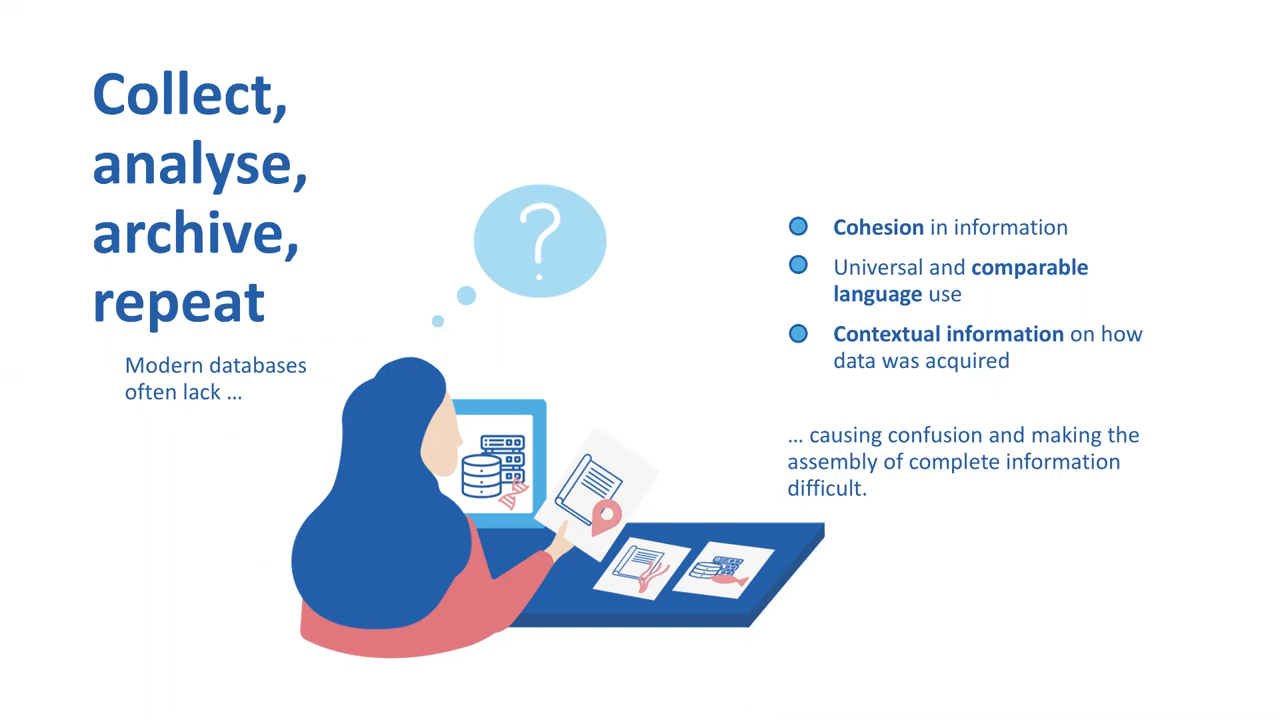 Collect,
analyse,
archive,
repeat
Modern databases
often lack …
?
Cohesion in information
Universal and comparable
language use
Contextual information on how
data was acquired
… causing confusion and making the
assembly of complete information
difficult.